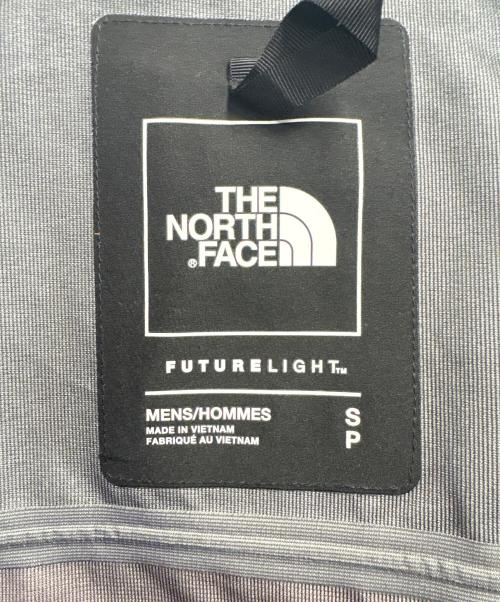 THE
NORTH
®FACE
FUTURELIGHT™
MENS/HOMMES S
MADE IN VIETNAM P
FABRIQUÉ AU VIETNAM